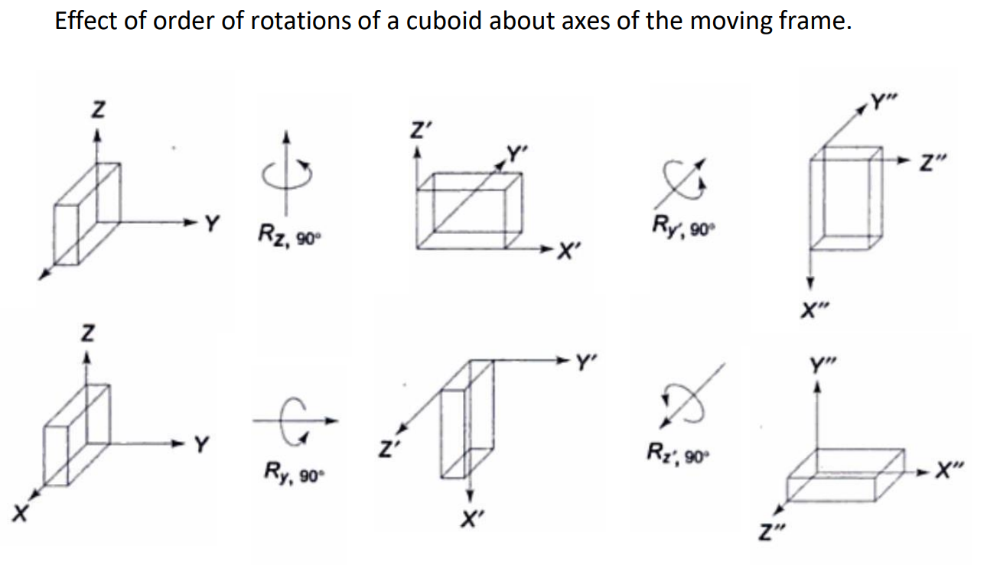 Effect of order of rotations of a cuboid about axes of the moving frame.
Z
Y
Rz, 90°
Z'
Y'
X'
Ry', 90°
Y"
Z"
X"
Z
Y
X
Ry, 90°
Y'
Z'
X'
Rz', 90°
Y"
X"
Z"